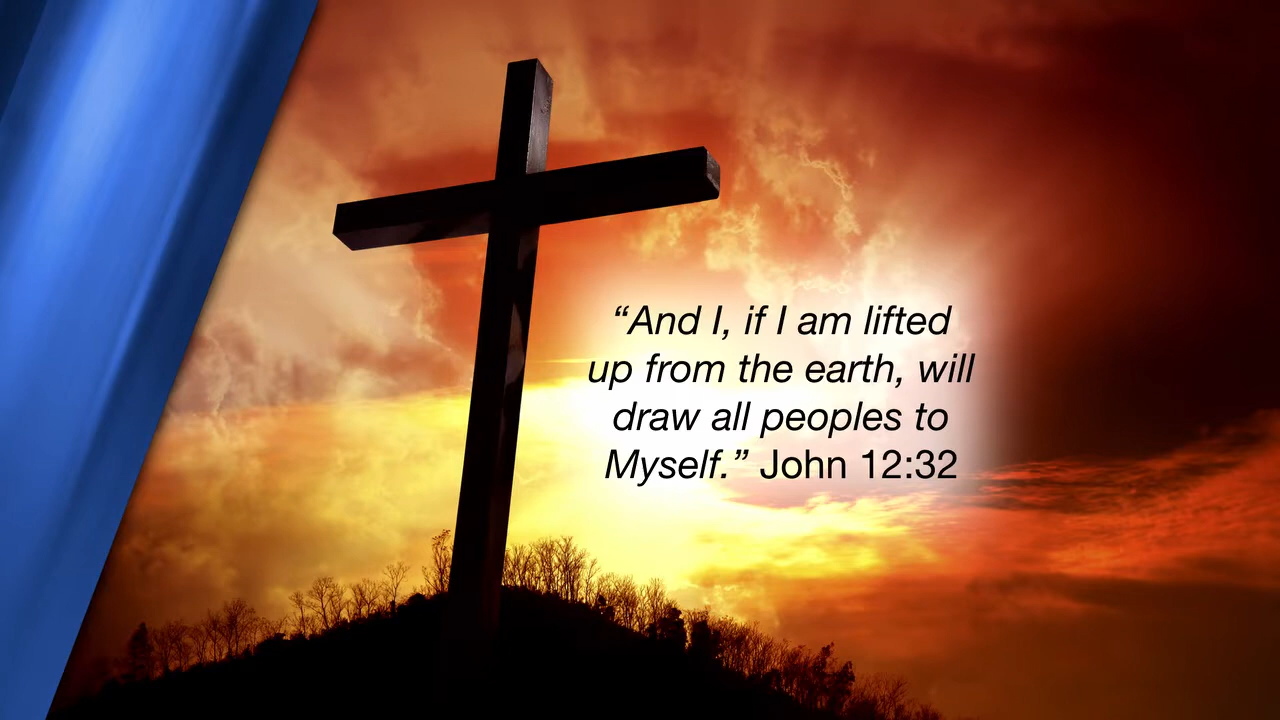 “And I, if I am lifted
up from the earth, will
draw all peoples to
Myself.” John 12:32